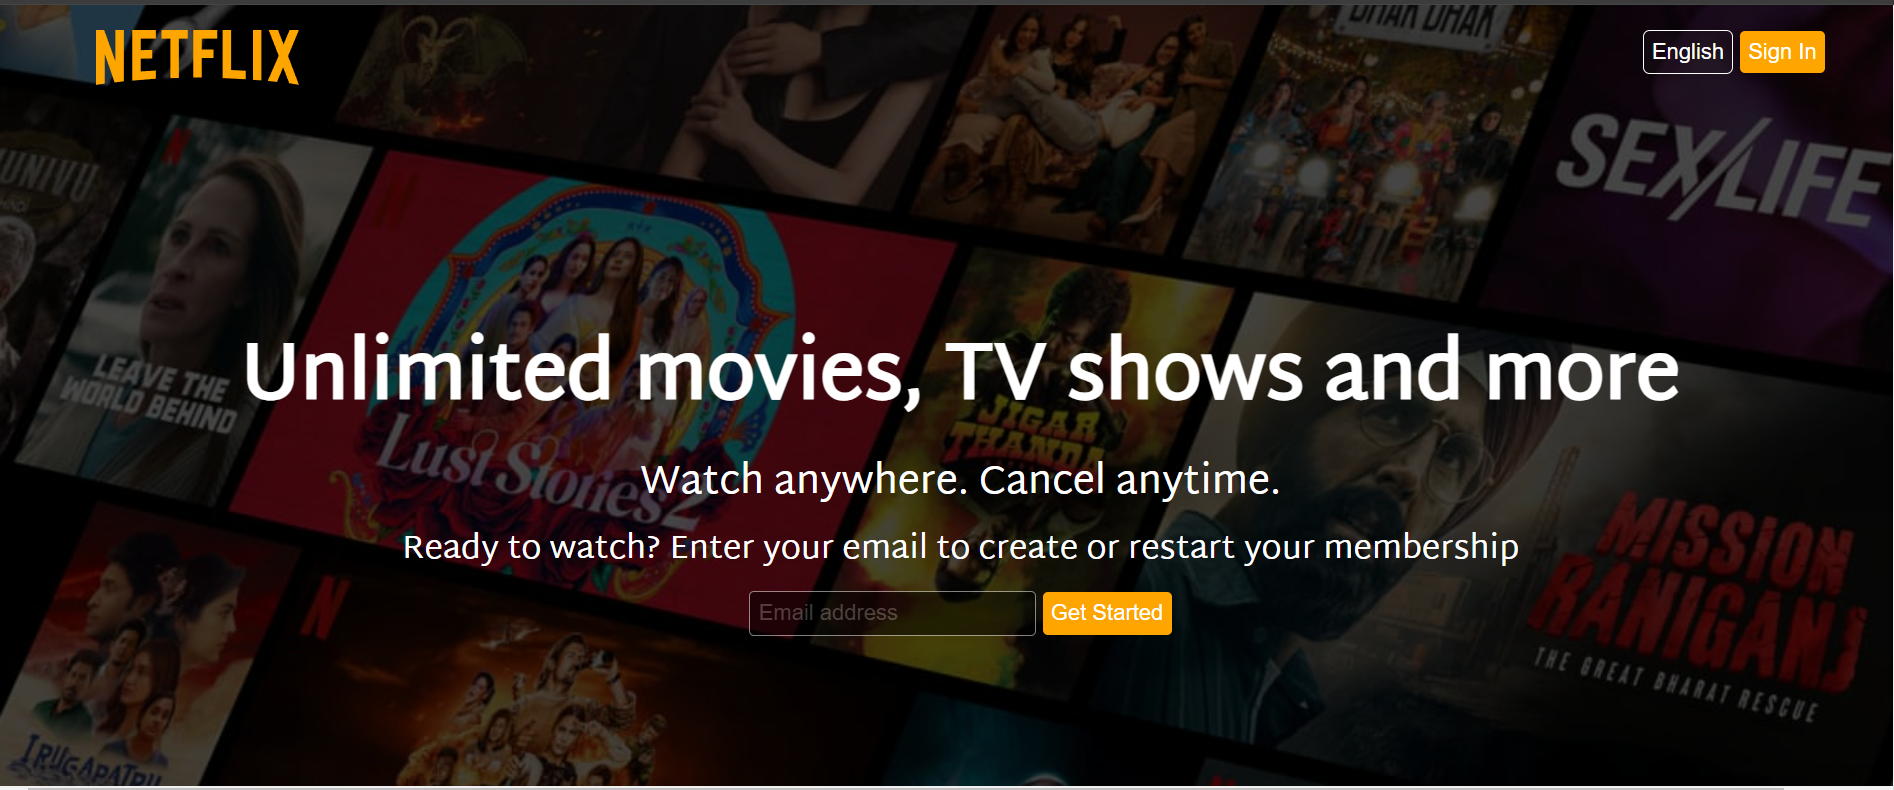 NETFLIX
English
Sign In
DHAK DHAK
SEX/LIFE
N
LEAVE THE
WORLD BEHIND
N
Lust Stories 2
JIGAR
THANDA
Unlimited movies, TV shows and more
Watch anywhere. Cancel anytime.
Ready to watch? Enter your email to create or restart your membership
Email address
Get Started
MISSION
RANIGANJ
THE GREAT BHARAT RESCUE
N
IRUGAPATRU